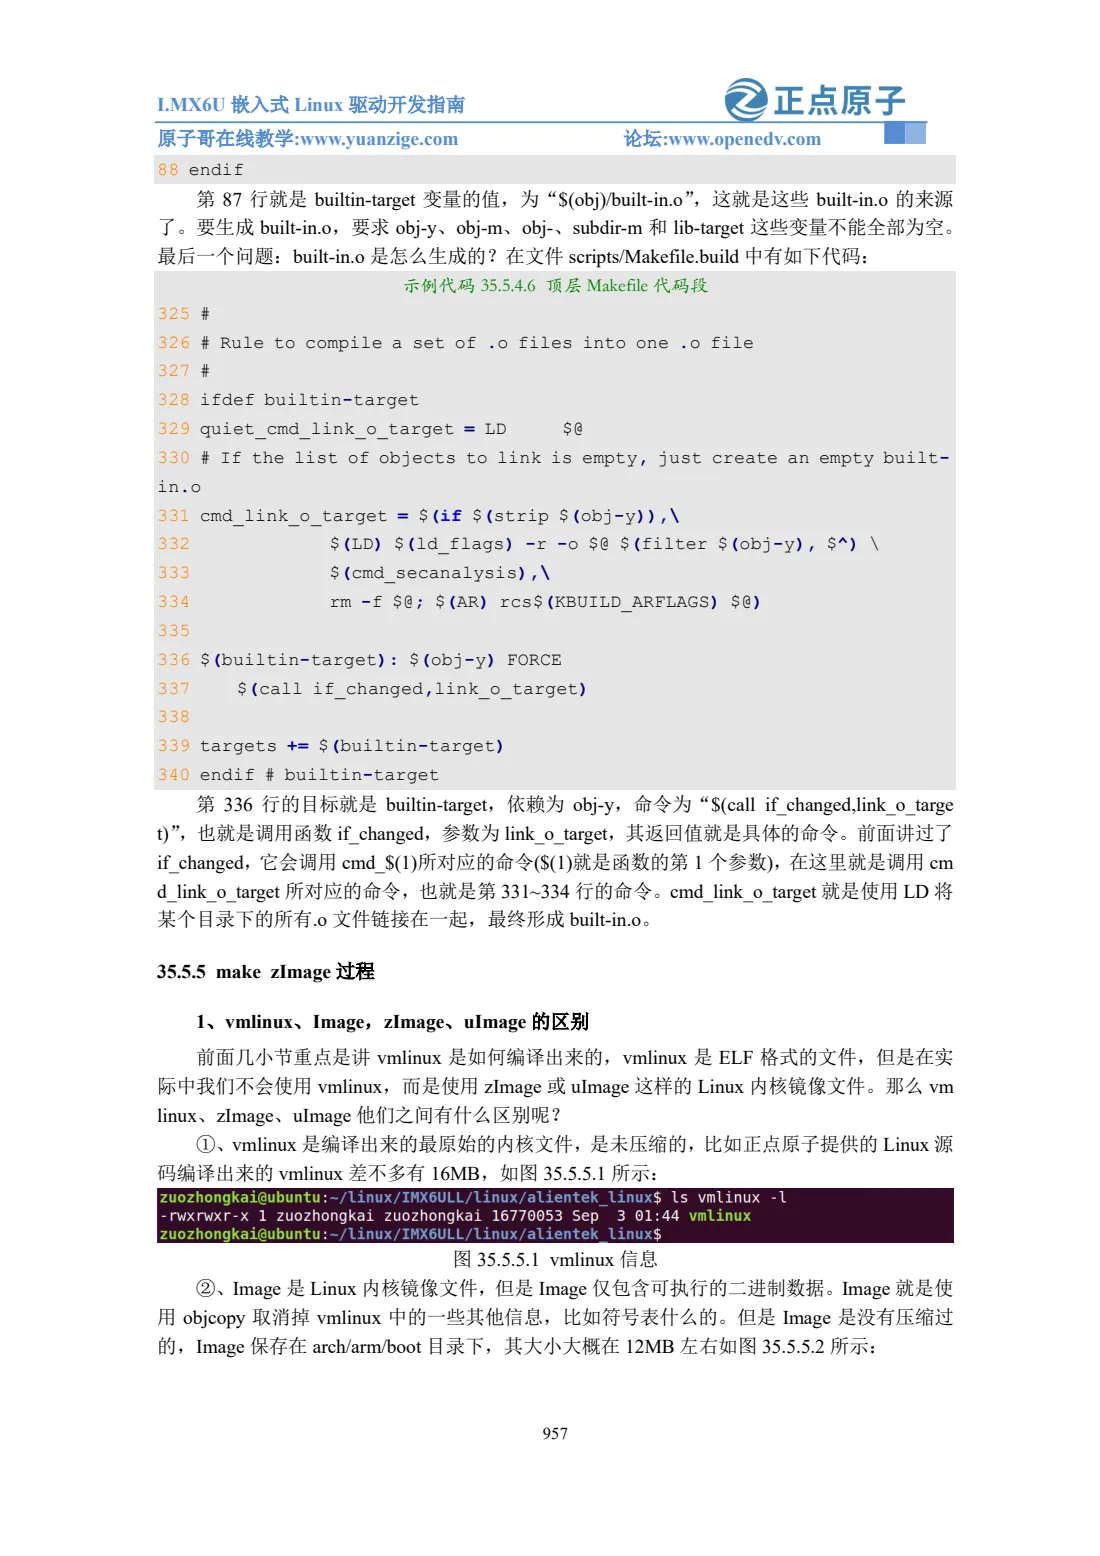 I.MX6U 嵌入式 Linux 驱动开发指南
正点原子
原子哥在线教学:www.yuanzige.com 论坛:www.openedv.com
88 endif
第 87 行就是 builtin-target 变量的值，为“$(obj)/built-in.o”，这就是这些 built-in.o 的来源
了。要生成 built-in.o，要求 obj-y、obj-m、obj-、subdir-m 和 lib-target 这些变量不能全部为空。
最后一个问题：built-in.o 是怎么生成的？在文件 scripts/Makefile.build 中有如下代码：
示例代码 35.5.4.6 顶层 Makefile 代码段
325 #
326 # Rule to compile a set of .o files into one .o file
327 #
328 ifdef builtin-target
329 quiet_cmd_link_o_target = LD      $@
330 # If the list of objects to link is empty, just create an empty built-
in.o
331 cmd_link_o_target = $(if $(strip $(obj-y)),\
332             $(LD) $(ld_flags) -r -o $@ $(filter $(obj-y), $^) \
333             $(cmd_secanalysis),\
334             rm -f $@; $(AR) rcs$(KBUILD_ARFLAGS) $@)
335
336 $(builtin-target): $(obj-y) FORCE
337     $(call if_changed,link_o_target)
338
339 targets += $(builtin-target)
340 endif # builtin-target
第 336 行的目标就是 builtin-target，依赖为 obj-y，命令为“$(call if_changed,link_o_targe
t)”，也就是调用函数 if_changed，参数为 link_o_target，其返回值就是具体的命令。前面讲过了
if_changed，它会调用 cmd_$(1)所对应的命令($(1)就是函数的第 1 个参数)，在这里就是调用 cm
d_link_o_target 所对应的命令，也就是第 331~334 行的命令。cmd_link_o_target 就是使用 LD 将
某个目录下的所有.o 文件链接在一起，最终形成 built-in.o。
35.5.5 make zImage 过程
1、vmlinux、Image，zImage、uImage 的区别
前面几小节重点是讲 vmlinux 是如何编译出来的，vmlinux 是 ELF 格式的文件，但是在实
际中我们不会使用 vmlinux，而是使用 zImage 或 uImage 这样的 Linux 内核镜像文件。那么 vm
linux、zImage、uImage 他们之间有什么区别呢？
①、vmlinux 是编译出来的最原始的内核文件，是未压缩的，比如正点原子提供的 Linux 源
码编译出来的 vmlinux 差不多有 16MB，如图 35.5.5.1 所示：
zuozhongkai@ubuntu:~/linux/IMX6ULL/linux/alientek_linux$ ls vmlinux -l
-rwxrwxr-x 1 zuozhongkai zuozhongkai 16770053 Sep  3 01:44 vmlinux
zuozhongkai@ubuntu:~/linux/IMX6ULL/linux/alientek_linux$
图 35.5.5.1 vmlinux 信息
②、Image 是 Linux 内核镜像文件，但是 Image 仅包含可执行的二进制数据。Image 就是使
用 objcopy 取消掉 vmlinux 中的一些其他信息，比如符号表什么的。但是 Image 是没有压缩过
的，Image 保存在 arch/arm/boot 目录下，其大小大概在 12MB 左右如图 35.5.5.2 所示：
957